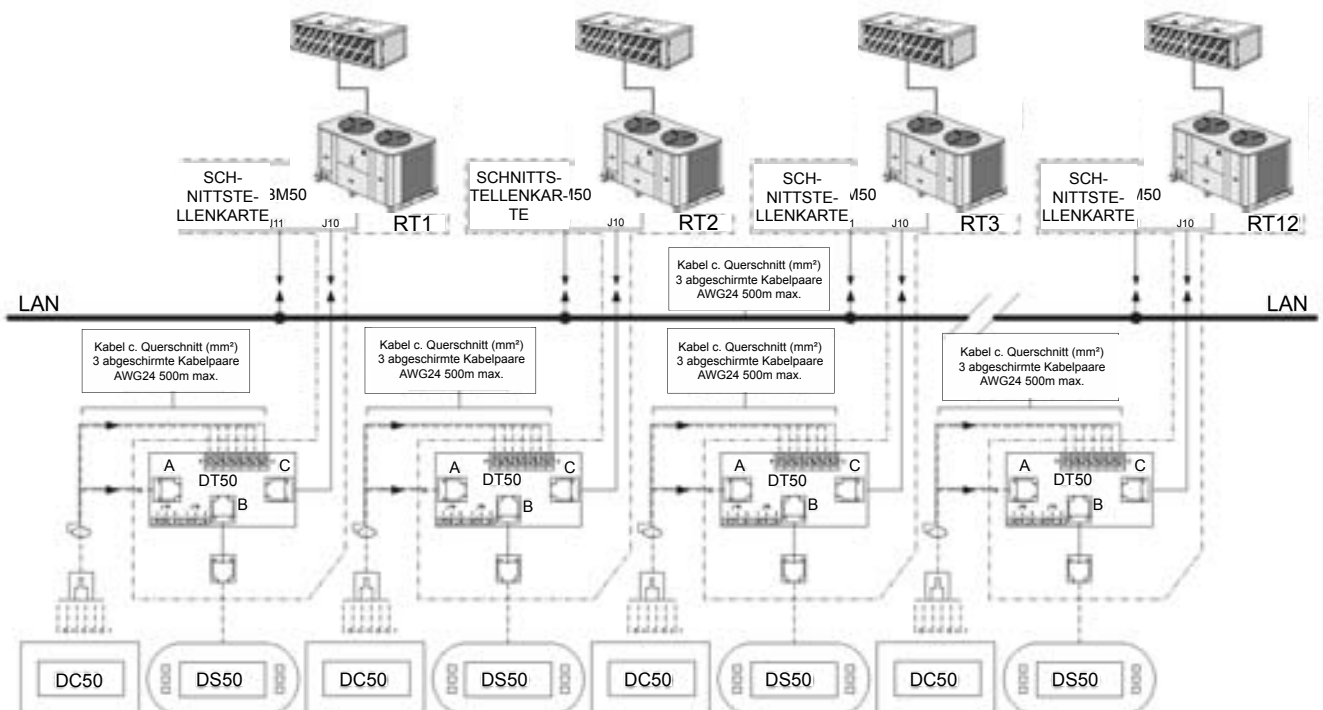 SCH-
NITTSTE-
LLENKARTE
J11 J10
RT1
SCHNITTS-
TELLENKAR-
TE
J10
RT2
SCH-
NITTSTE-
LLENKARTE
J10
RT3
SCH-
NITTSTE-
LLENKARTE
J10
RT12
Kabel c. Querschnitt (mm²)
3 abgeschirmte Kabelpaare
AWG24 500m max.
LAN
LAN
Kabel c. Querschnitt (mm²)
3 abgeschirmte Kabelpaare
AWG24 500m max.
Kabel c. Querschnitt (mm²)
3 abgeschirmte Kabelpaare
AWG24 500m max.
Kabel c. Querschnitt (mm²)
3 abgeschirmte Kabelpaare
AWG24 500m max.
Kabel c. Querschnitt (mm²)
3 abgeschirmte Kabelpaare
AWG24 500m max.
A
DT50
C
B
A
DT50
C
B
A
DT50
C
B
A
DT50
C
B
DC50
DS50
DC50
DS50
DC50
DS50
DC50
DS50